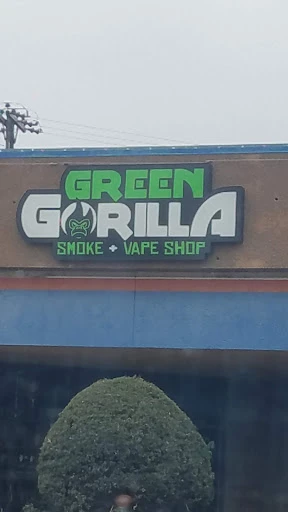 GREEN
GORILLA
SMOKE + VAPE SHOP